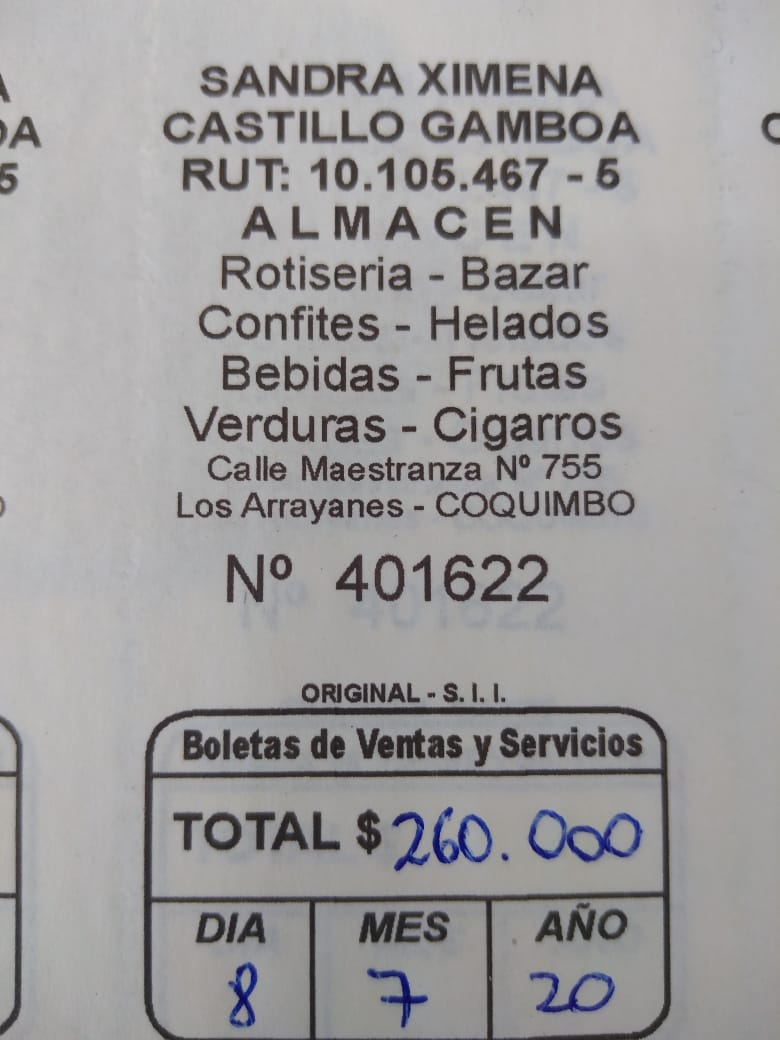 SANDRA XIMENA
CASTILLO GAMBOA
RUT: 10.105.467 - 5
ALMACEN
Rotiseria - Bazar
Confites - Helados
Bebidas - Frutas
Verduras - Cigarros
Calle Maestranza Nº 755
Los Arrayanes - COQUIMBO
Nº 401622
ORIGINAL - S. I. I.
Boletas de Ventas y Servicios
TOTAL $ 260.000
DIA MES AÑO
8 7 20